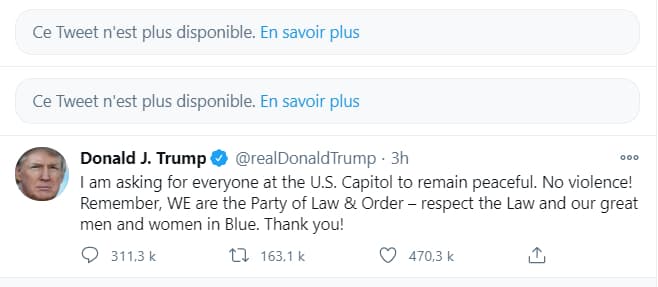 Ce Tweet n'est plus disponible. En savoir plus
Ce Tweet n'est plus disponible. En savoir plus
Donald J. Trump @realDonaldTrump · 3h
I am asking for everyone at the U.S. Capitol to remain peaceful. No violence!
Remember, WE are the Party of Law & Order – respect the Law and our great
men and women in Blue. Thank you!
311,3 k 163,1 k 470,3 k